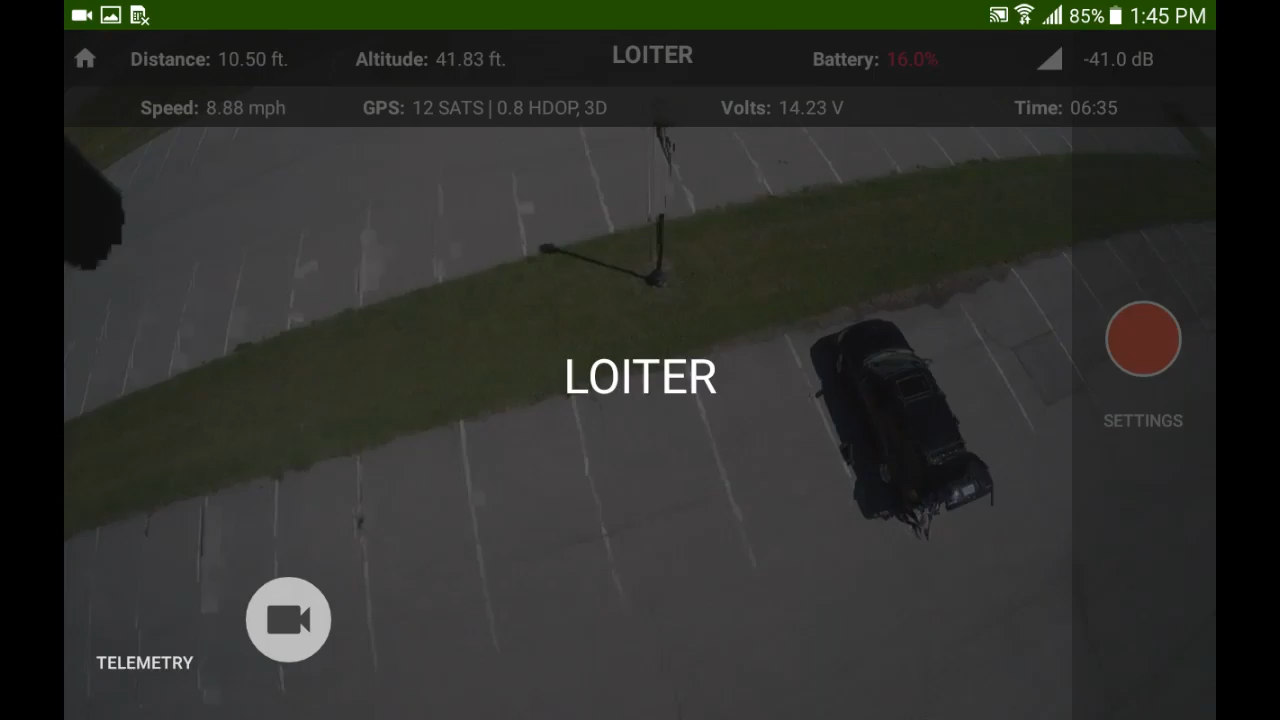 85% 1:45 PM
Distance: 10.50 ft. Altitude: 41.83 ft. LOITER Battery: 16.0% -41.0 dB
Speed: 8.88 mph GPS: 12 SATS | 0.8 HDOP, 3D Volts: 14.23 V Time: 06:35
LOITER
SETTINGS
TELEMETRY